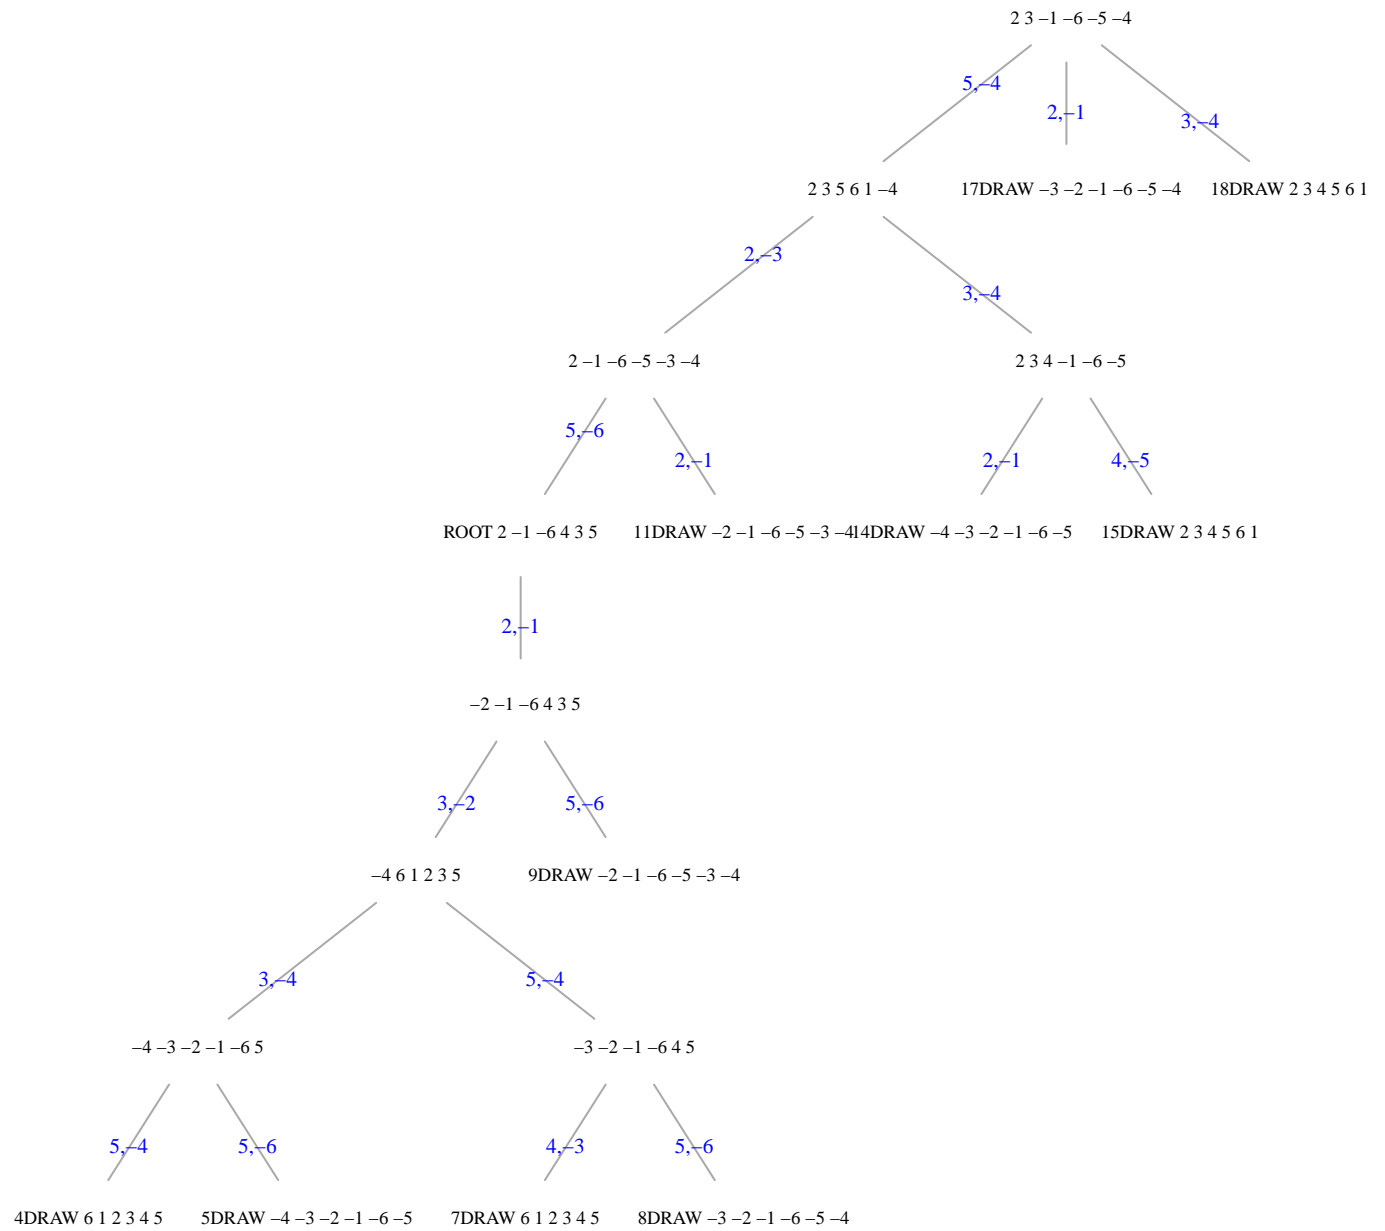 2 3 –1 –6 –5 –4
5,–4
2,–1
3,–4
2 3 5 6 1 –4
17DRAW –3 –2 –1 –6 –5 –4
18DRAW 2 3 4 5 6 1
2,–3
3,–4
2 –1 –6 –5 –3 –4
2 3 4 –1 –6 –5
5,–6
2,–1
2,–1
4,–5
ROOT 2 –1 –6 4 3 5
11DRAW –2 –1 –6 –5 –3 –4
14DRAW –4 –3 –2 –1 –6 –5
15DRAW 2 3 4 5 6 1
2,–1
–2 –1 –6 4 3 5
3,–2
5,–6
–4 6 1 2 3 5
9DRAW –2 –1 –6 –5 –3 –4
3,–4
5,–4
–4 –3 –2 –1 –6 5
–3 –2 –1 –6 4 5
5,–4
5,–6
4,–3
5,–6
4DRAW 6 1 2 3 4 5
5DRAW –4 –3 –2 –1 –6 –5
7DRAW 6 1 2 3 4 5
8DRAW –3 –2 –1 –6 –5 –4